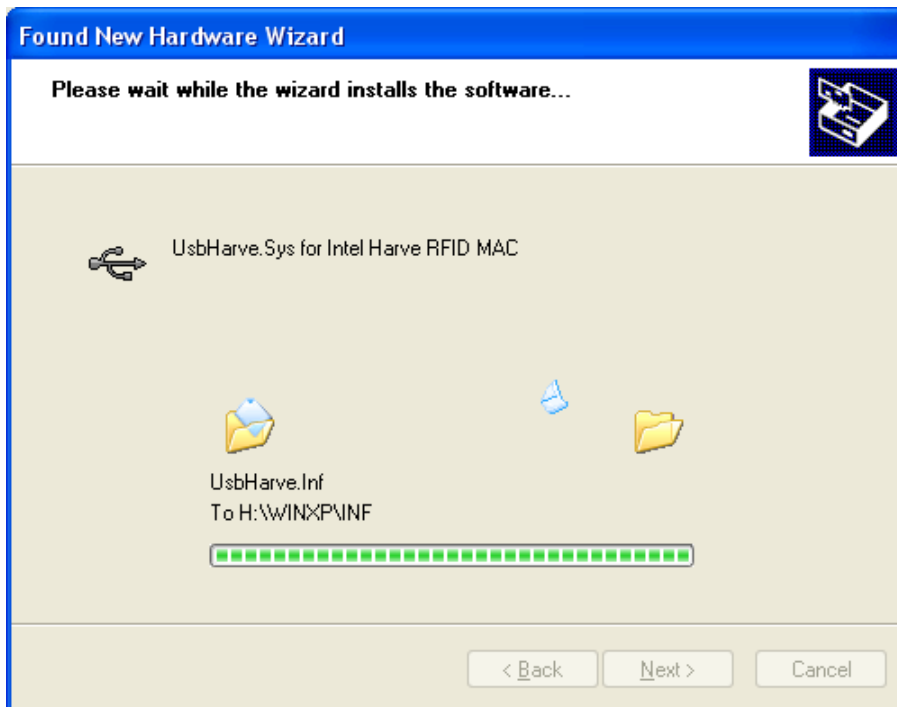 Found New Hardware Wizard
Please wait while the wizard installs the software...
UsbHarve.Sys for Intel Harve RFID MAC
UsbHarve.Inf
To H:\WINXP\INF
< Back Next > Cancel